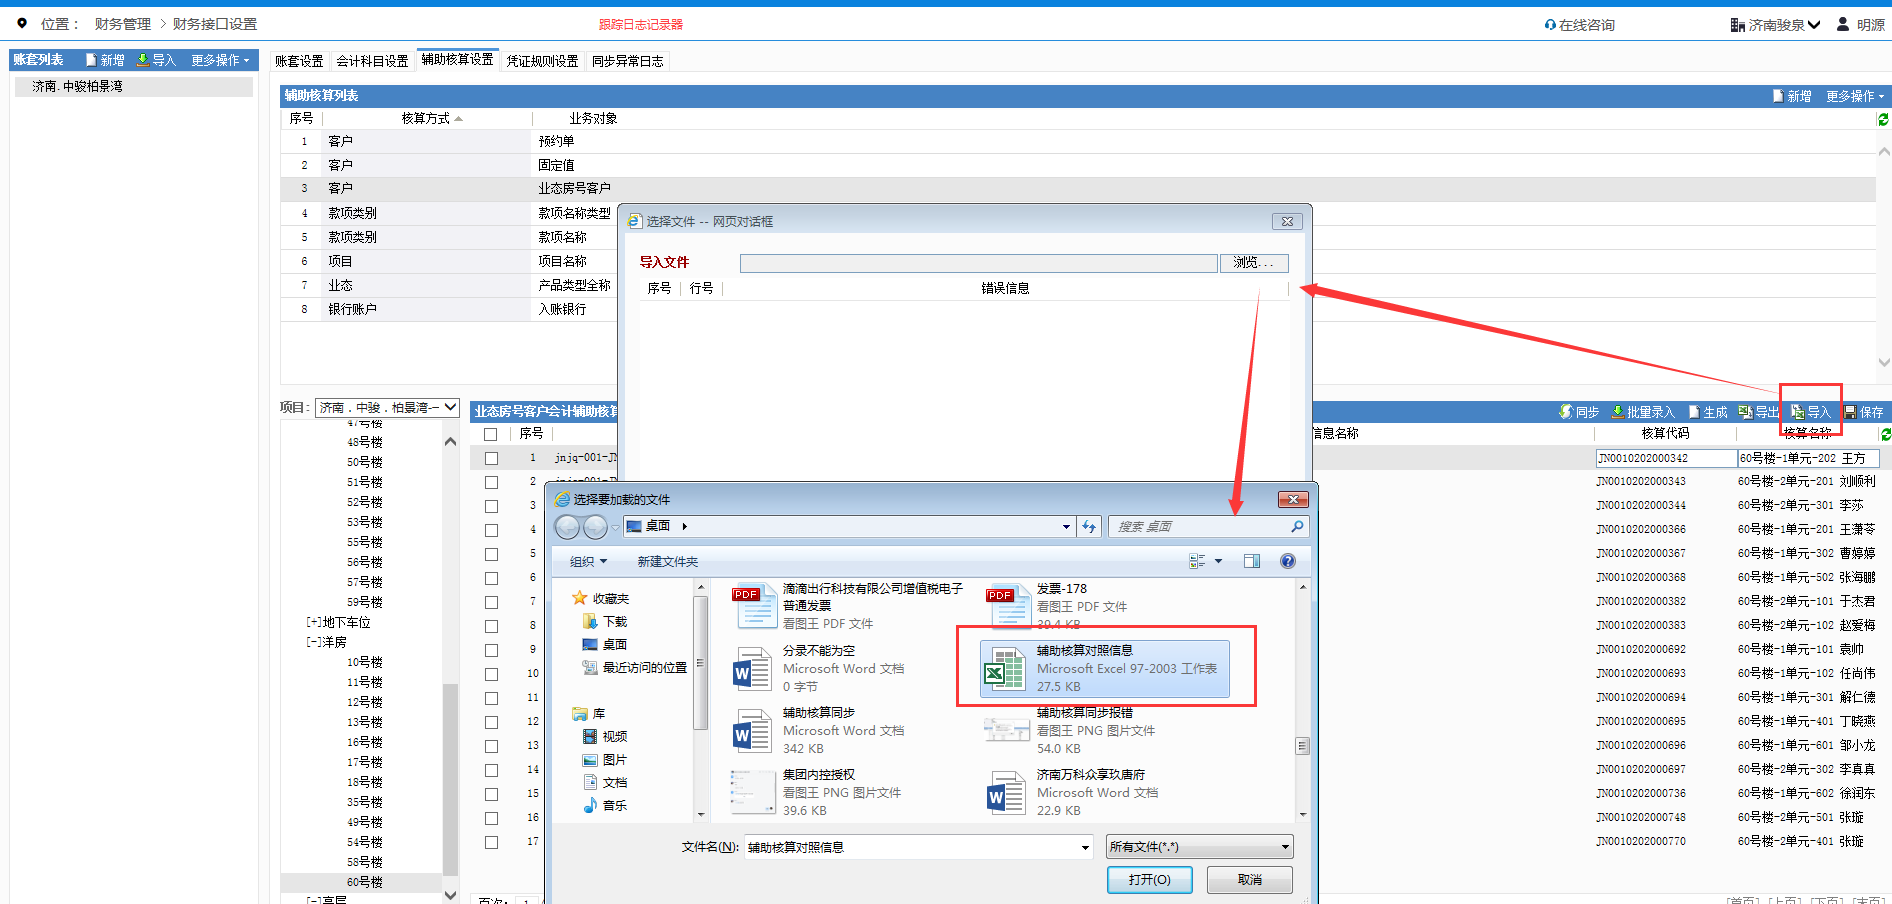 位置： 财务管理 > 财务接口设置
跟踪日志记录器
在线咨询
济南骏泉
明源
账套列表 新增 导入 更多操作
济南.中骏柏景湾
账套设置 会计科目设置 辅助核算设置 凭证规则设置 同步异常日志
辅助核算列表 新增 更多操作
序号 核算方式 业务对象
1 客户 预约单
2 客户 固定值
3 客户 业态房号客户
4 款项类别 款项名称类型
5 款项类别 款项名称
6 项目 项目名称
7 业态 产品类型全称
8 银行账户 入账银行
选择文件 -- 网页对话框
导入文件 浏览...
序号 行号 错误信息
项目： 济南．中骏．柏景湾-
47号楼
48号楼
50号楼
51号楼
52号楼
53号楼
55号楼
56号楼
57号楼
59号楼
[+]地下车位
[-]洋房
10号楼
11号楼
12号楼
13号楼
16号楼
17号楼
18号楼
35号楼
49号楼
54号楼
58号楼
60号楼
[-]高层
业态房号客户会计辅助核算
同步 批量录入 生成 导出 导入 保存
序号 信息名称 核算代码 核算名称
1 jnjq-001-JN JN0010202000342 60号楼-1单元-202 王方
2 jnjq-001-JN JN0010202000343 60号楼-2单元-201 刘顺利
3 JN0010202000344 60号楼-2单元-301 李莎
4 JN0010202000366 60号楼-1单元-201 王潇苓
5 JN0010202000367 60号楼-1单元-302 曹婷婷
6 JN0010202000368 60号楼-1单元-502 张海鹏
7 JN0010202000382 60号楼-2单元-101 于杰君
8 JN0010202000383 60号楼-2单元-102 赵爱梅
9 JN0010202000692 60号楼-1单元-101 袁帅
10 JN0010202000693 60号楼-1单元-102 任尚伟
11 JN0010202000694 60号楼-1单元-301 解仁德
12 JN0010202000695 60号楼-1单元-401 丁晓燕
13 JN0010202000696 60号楼-1单元-601 邹小龙
14 JN0010202000697 60号楼-2单元-302 李真真
15 JN0010202000736 60号楼-1单元-602 徐润东
16 JN0010202000748 60号楼-2单元-501 张璇
17 JN0010202000770 60号楼-2单元-401 张璇
页次： 1
[首页] [上页] [下页] [末页]
选择要加载的文件
桌面
搜索 桌面
组织 新建文件夹
收藏夹
下载
桌面
最近访问的位置
库
视频
图片
文档
音乐
滴滴出行科技有限公司增值税电子
普通发票
看图王 PDF 文件
发票-178
看图王 PDF 文件
39.4 KB
分录不能为空
Microsoft Word 文档
0 字节
辅助核算对照信息
Microsoft Excel 97-2003 工作表
27.5 KB
辅助核算同步
Microsoft Word 文档
342 KB
辅助核算同步报错
看图王 PNG 图片文件
54.0 KB
集团内控授权
看图王 PNG 图片文件
39.6 KB
济南万科众享玖唐府
Microsoft Word 文档
22.9 KB
文件名(N): 辅助核算对照信息
所有文件(*.*)
打开(O) 取消